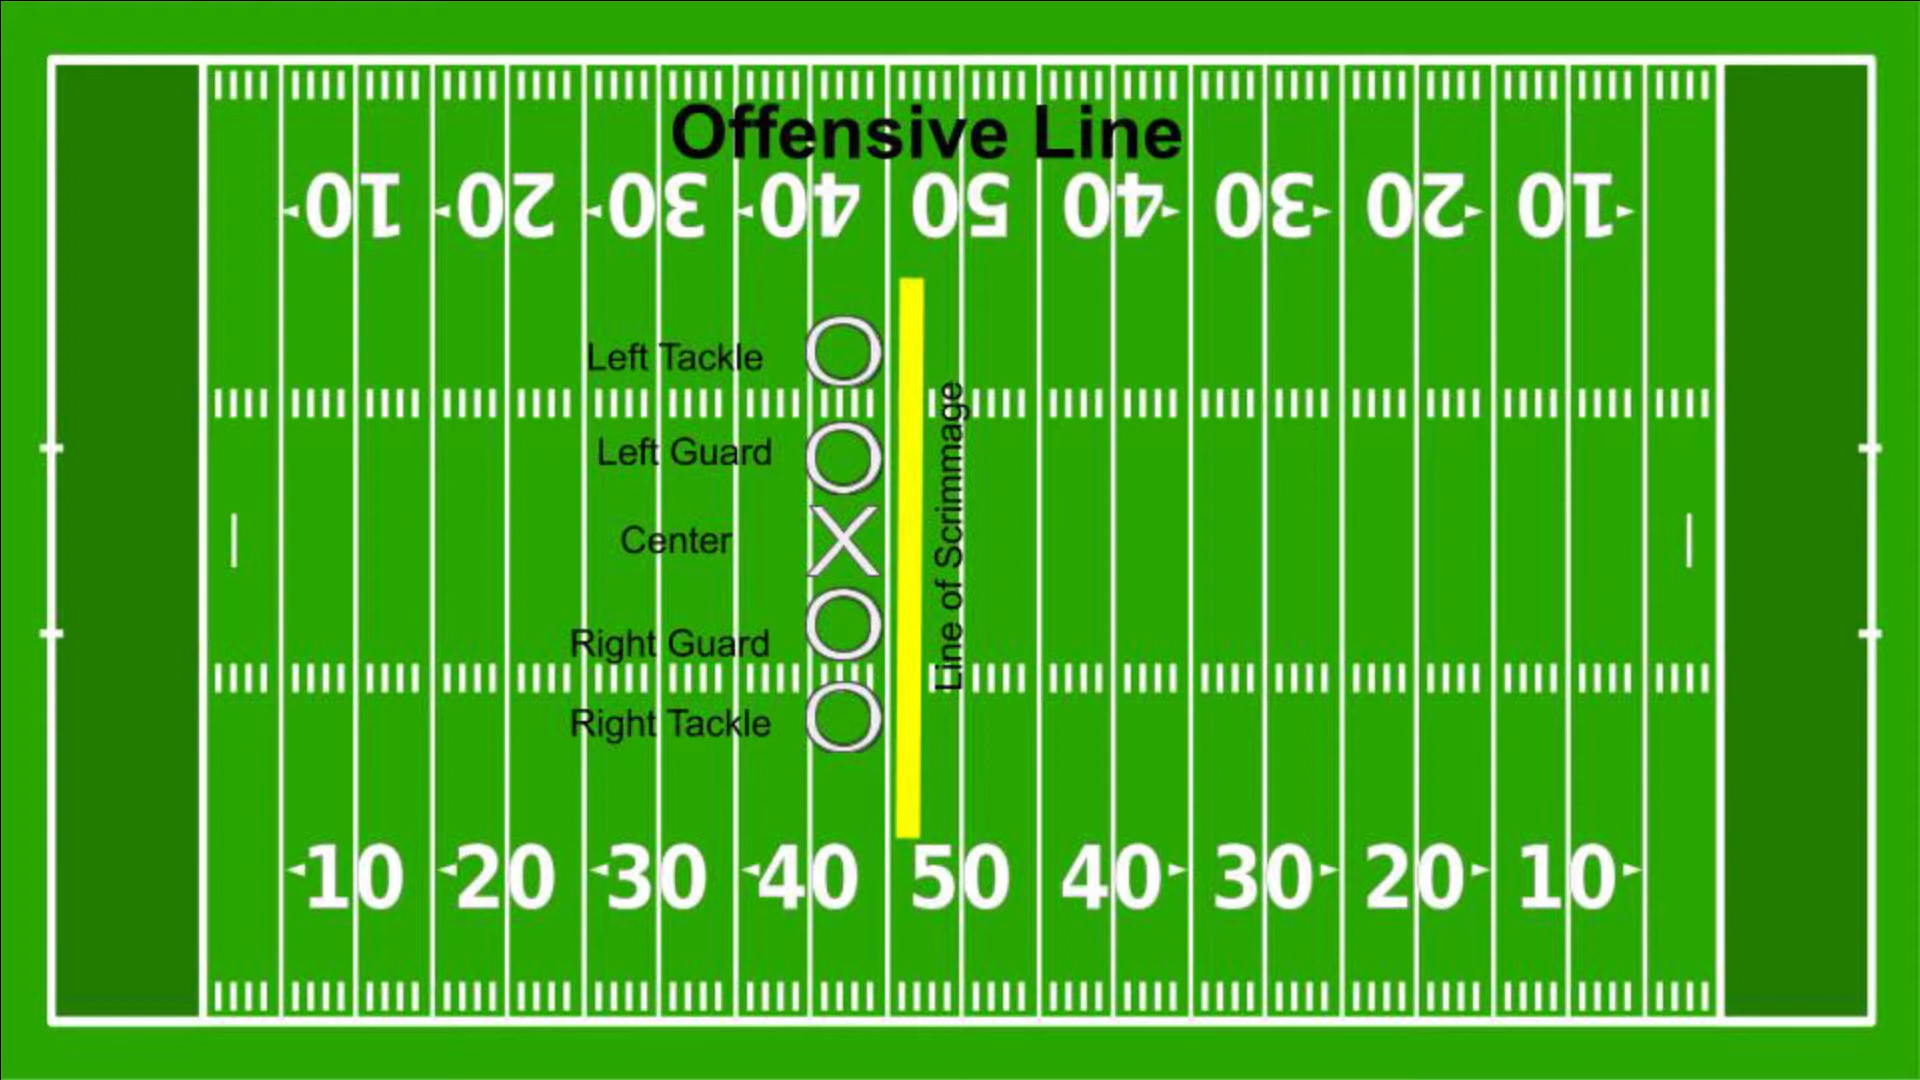 Offensive Line
10 20 30 40 50 40 30 20 10
Left Tackle O
Left Guard O
Center X
Right Guard O
Right Tackle O
Line of Scrimmage
10 20 30 40 50 40 30 20 10